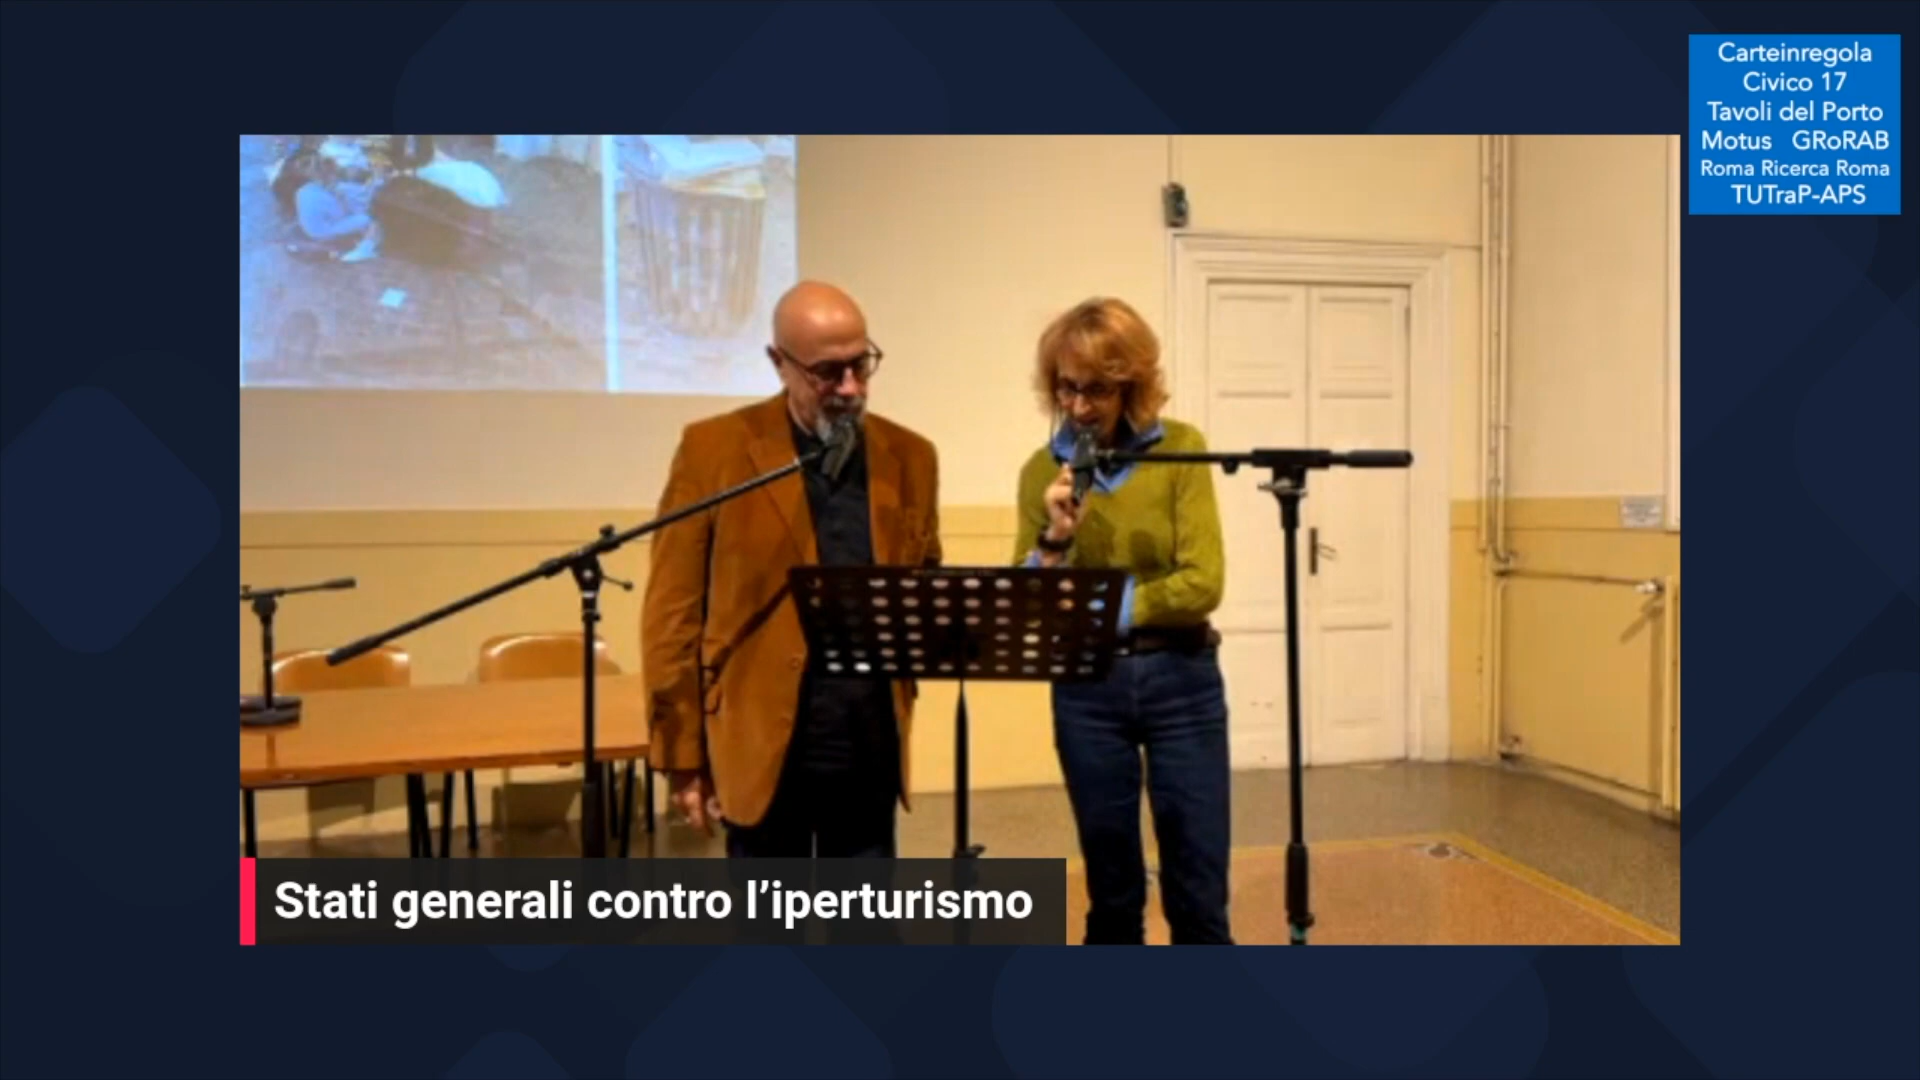 Carteinregola
Civico 17
Tavoli del Porto
Motus GRoRAB
Roma Ricerca Roma
TUTraP-APS
Stati generali contro l’iperturismo